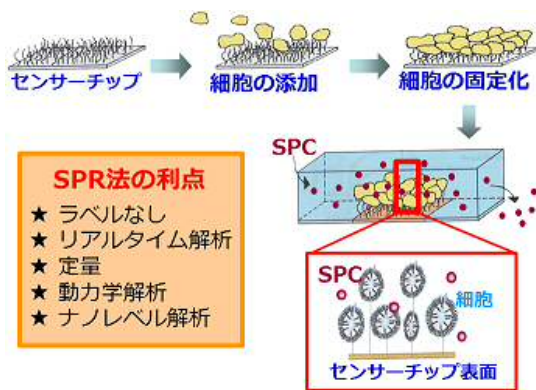 センサーチップ
細胞の添加
細胞の固定化
SPC
SPR法の利点
★ ラベルなし
★ リアルタイム解析
★ 定量
★ 動力学解析
★ ナノレベル解析
SPC
細胞
センサーチップ表面